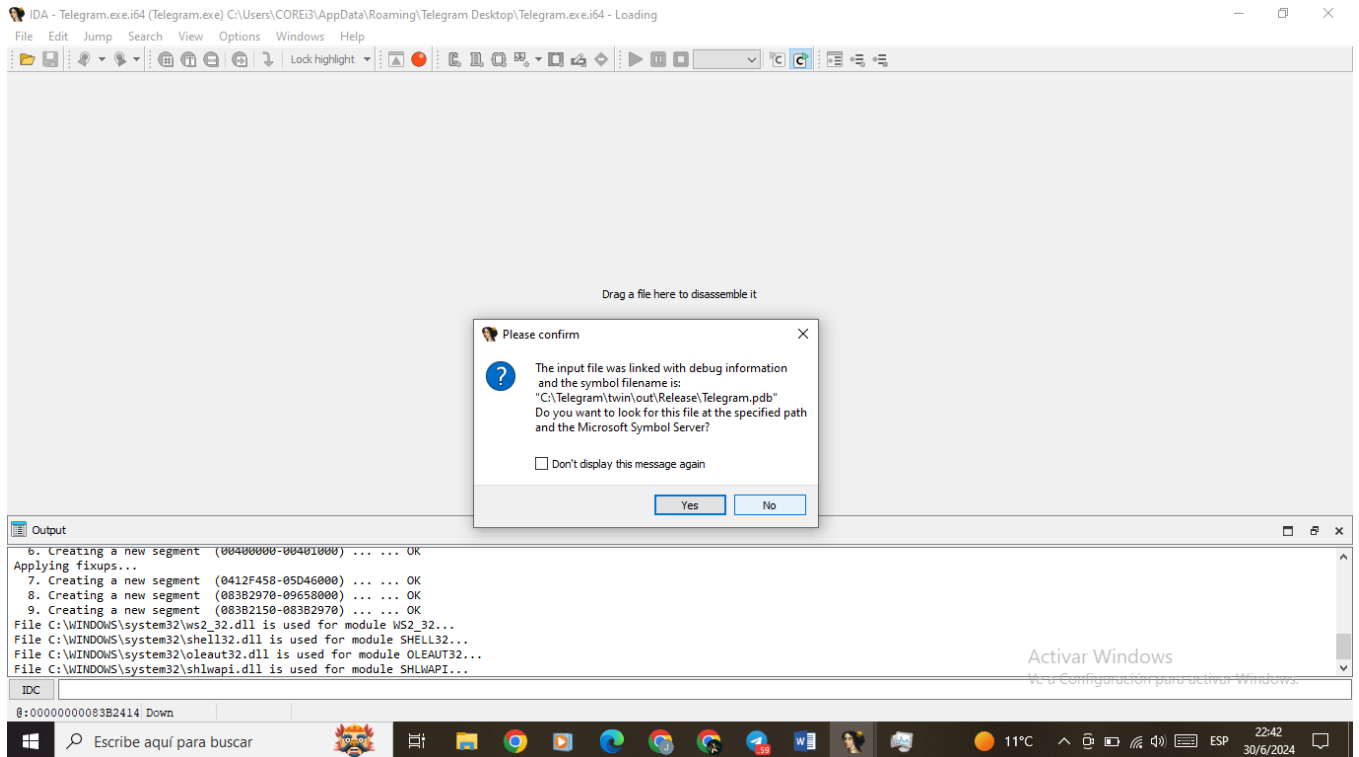 IDA - Telegram.exe.i64 (Telegram.exe) C:\Users\COREi3\AppData\Roaming\Telegram Desktop\Telegram.exe.i64 - Loading
File Edit Jump Search View Options Windows Help
Lock highlight
Drag a file here to disassemble it
Please confirm
The input file was linked with debug information
and the symbol filename is:
"C:\Telegram\twin\out\Release\Telegram.pdb"
Do you want to look for this file at the specified path
and the Microsoft Symbol Server?
Don't display this message again
Yes No
Output
6. Creating a new segment (00400000-00401000) ... ... OK
Applying fixups...
7. Creating a new segment (0412F458-05D46000) ... ... OK
8. Creating a new segment (083B2970-09658000) ... ... OK
9. Creating a new segment (083B2150-083B2970) ... ... OK
File C:\WINDOWS\system32\ws2_32.dll is used for module WS2_32...
File C:\WINDOWS\system32\shell32.dll is used for module SHELL32...
File C:\WINDOWS\system32\oleaut32.dll is used for module OLEAUT32...
File C:\WINDOWS\system32\shlwapi.dll is used for module SHLWAPI...
Activar Windows
Ve a Configuración para activar Windows.
IDC
@:00000000083B2414 Down
Escribe aquí para buscar
59
11°C
ESP
22:42
30/6/2024